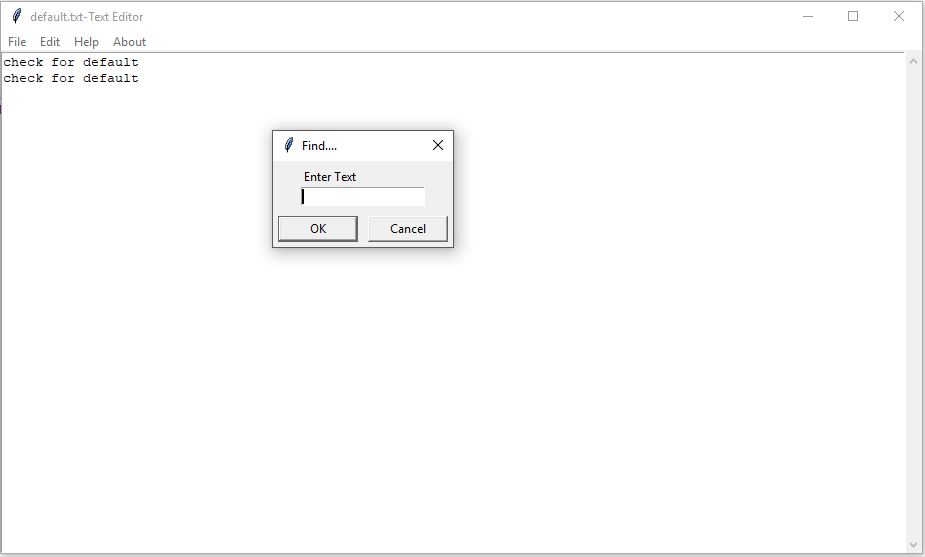 default.txt-Text Editor
File Edit Help About
check for default
check for default
Find....
Enter Text
OK Cancel